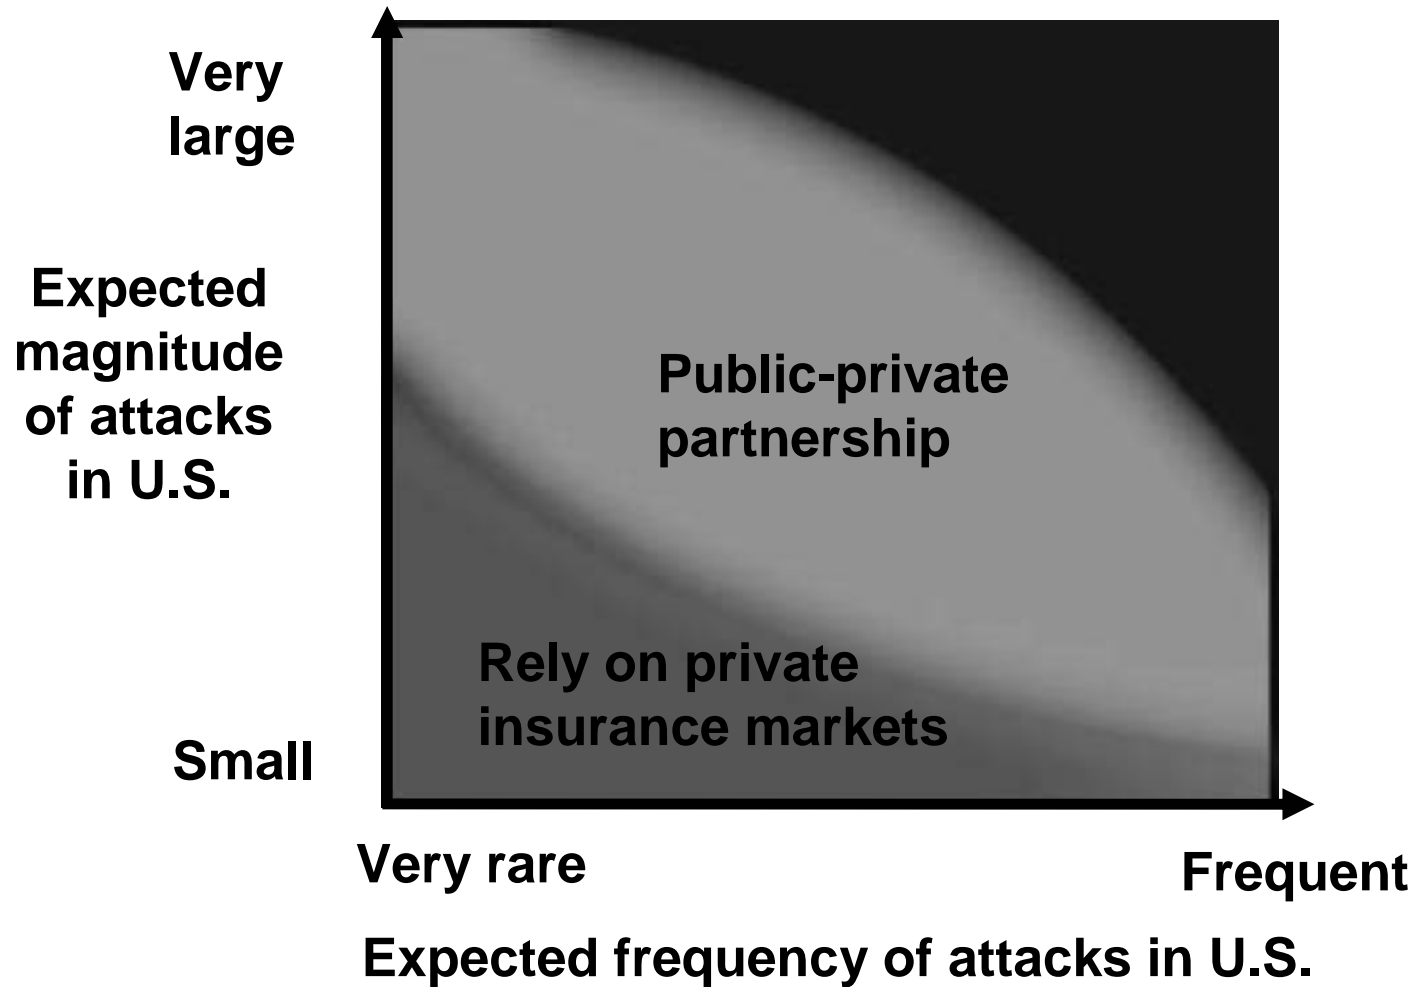 Very
large
Expected
magnitude
of attacks
in U.S.
Public-private
partnership
Rely on private
insurance markets
Small
Very rare
Frequent
Expected frequency of attacks in U.S.